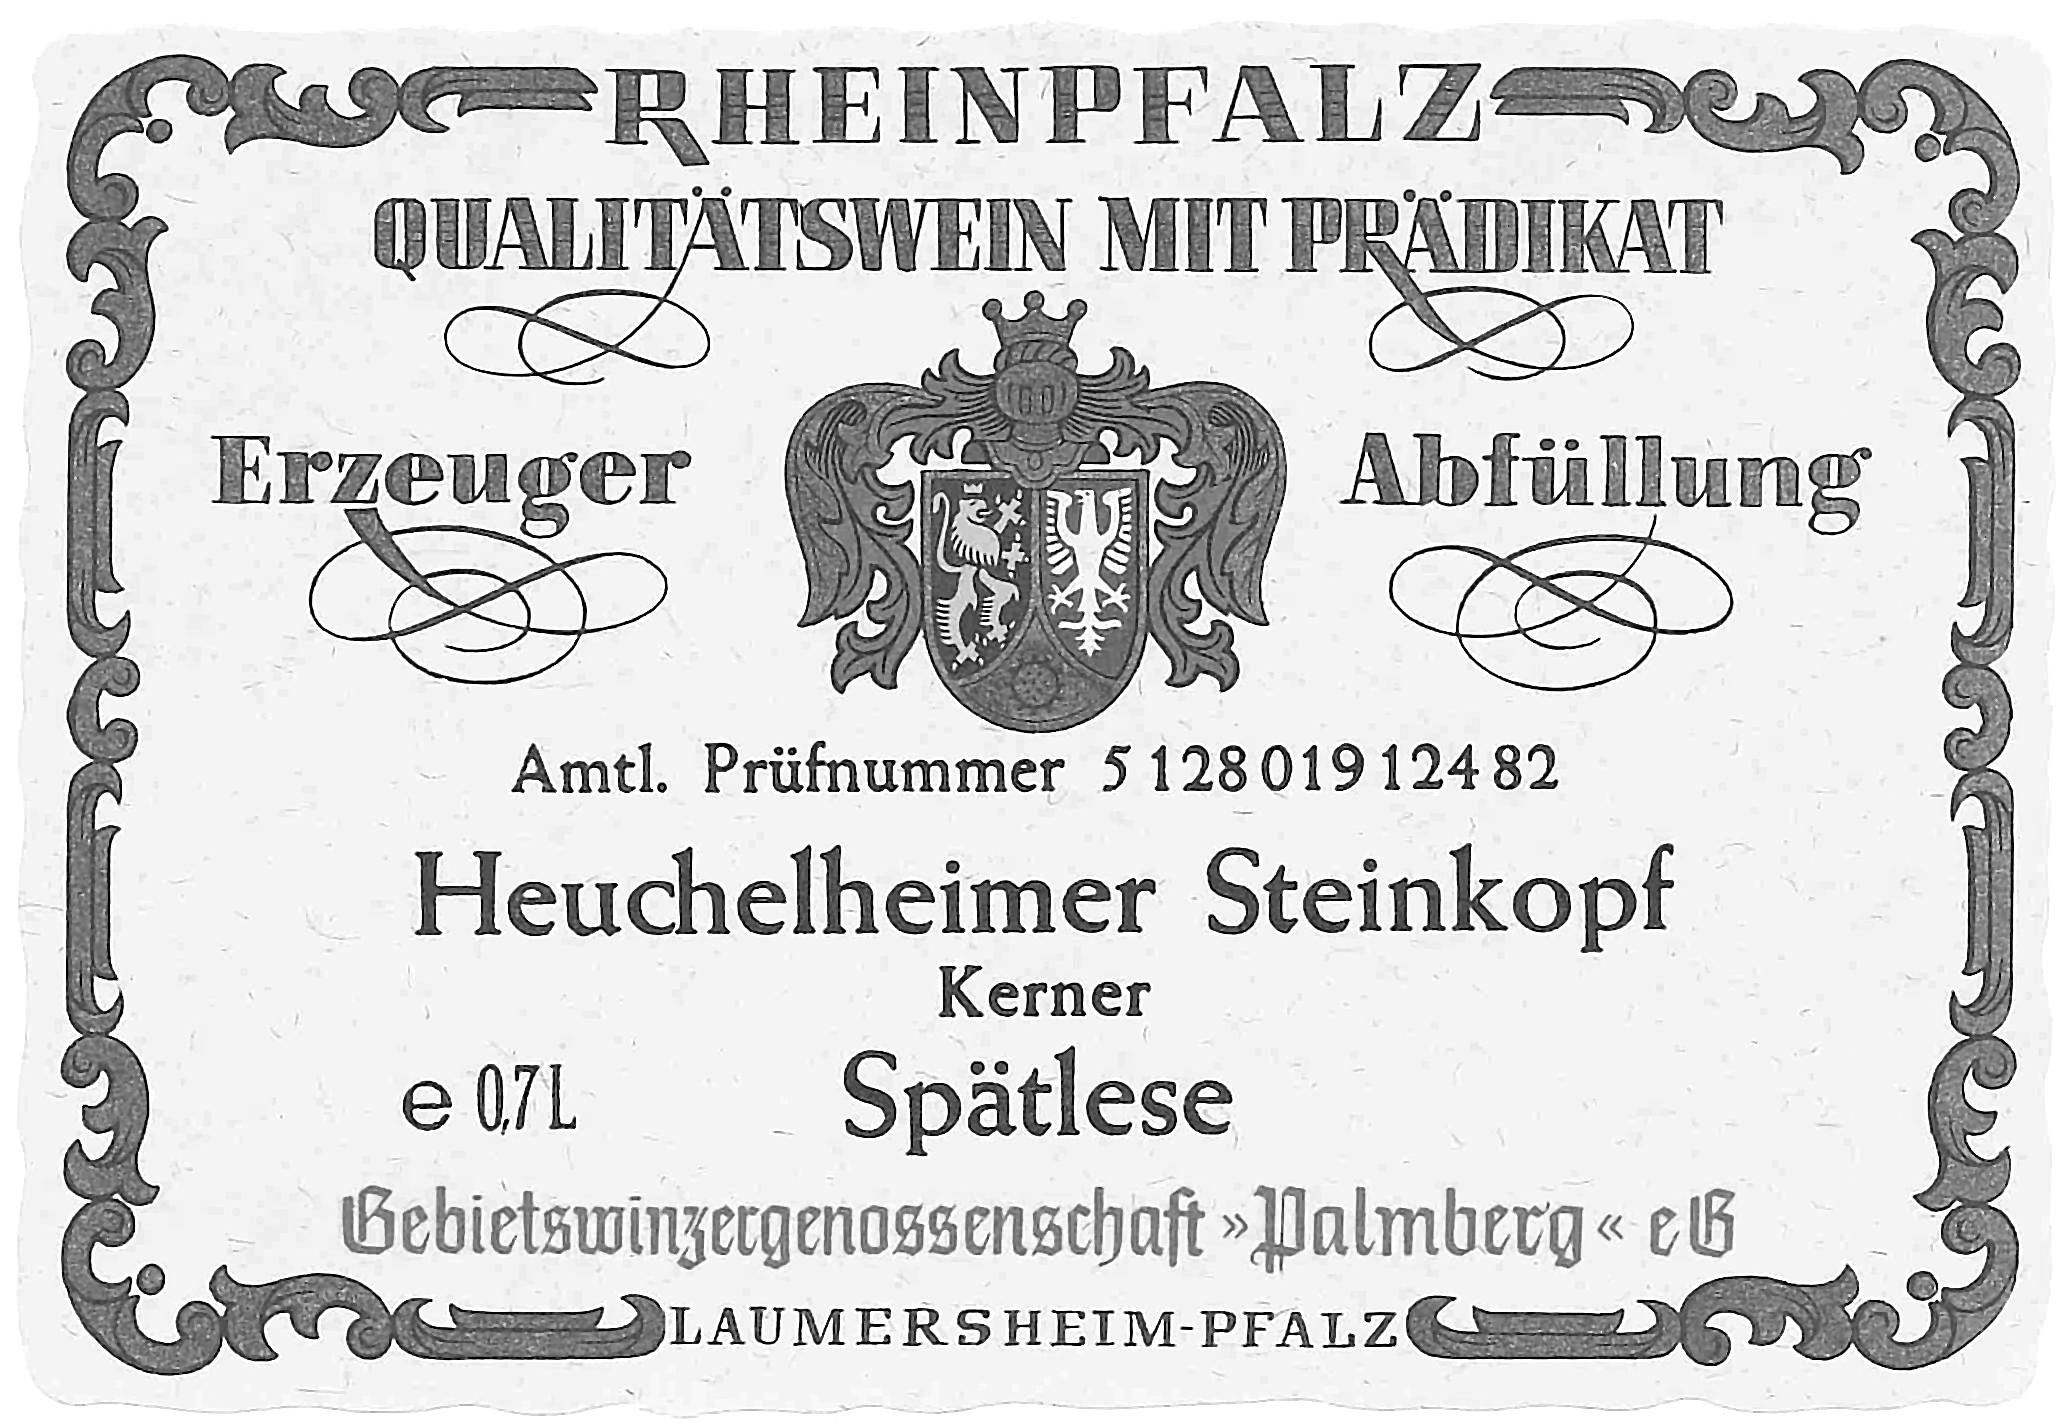 RHEINPFALZ
QUALITÄTSWEIN MIT PRÄDIKAT
Erzeuger Abfüllung
Amtl. Prüfnummer 5 128 019 124 82
Heuchelheimer Steinkopf
Kerner
e 0,7 L Spätlese
Gebietswinzergenossenschaft »Palmberg« eG
LAUMERSHEIM-PFALZ